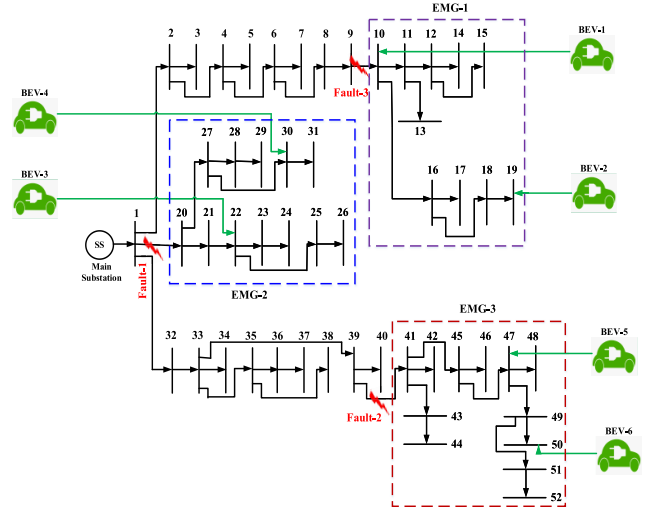 EMG-1
2 3 4 5 6 7 8 9 10 11 12 14 15
BEV-1
Fault-3
BEV-4
13
27 28 29 30 31
BEV-3
BEV-2
16 17 18 19
1 20 21 22 23 24 25 26
SS
Main
Substation
Fault-1
EMG-2
EMG-3
32 33 34 35 36 37 38 39 40 41 42 45 46 47 48
BEV-5
Fault-2
43
49
44
50
BEV-6
51
52